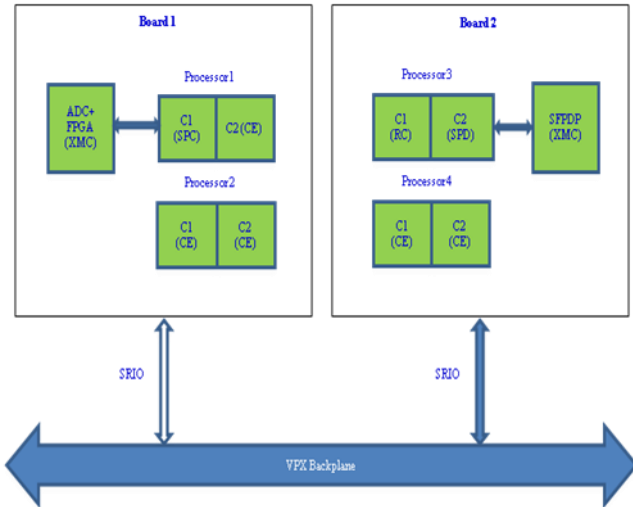 Board 1
Processor1
ADC+
FPGA
(XMC)
C1
(SPC)
C2(CE)
Processor2
C1
(CE)
C2
(CE)
Board 2
Processor3
C1
(RC)
C2
(SPD)
SFPDP
(XMC)
Processor4
C1
(CE)
C2
(CE)
SRIO
SRIO
VPX Backplane